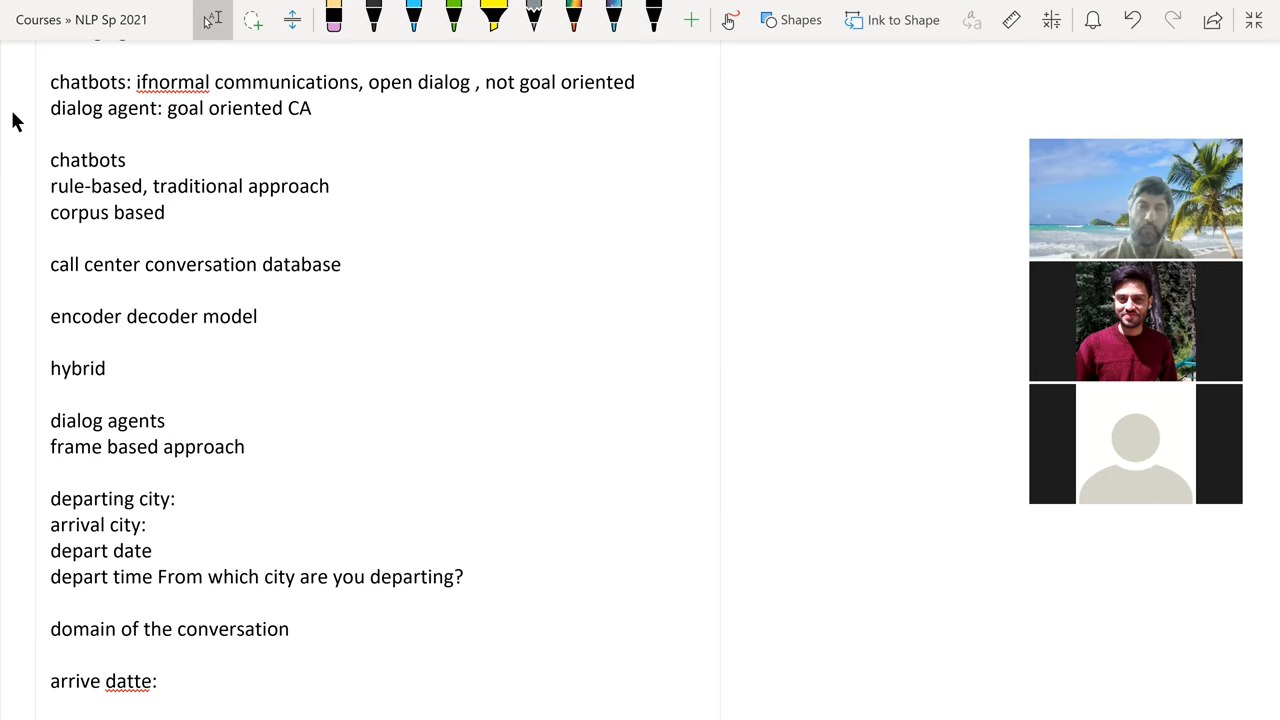 Courses » NLP Sp 2021
Shapes
Ink to Shape
chatbots: ifnormal communications, open dialog , not goal oriented
dialog agent: goal oriented CA
chatbots
rule-based, traditional approach
corpus based
call center conversation database
encoder decoder model
hybrid
dialog agents
frame based approach
departing city:
arrival city:
depart date
depart time From which city are you departing?
domain of the conversation
arrive datte: